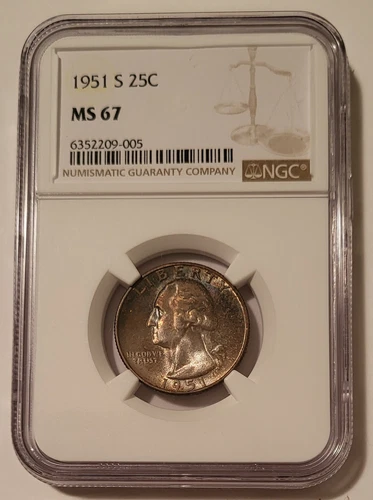 1951 S 25C
MS 67
6352209-005
NUMISMATIC GUARANTY COMPANY NGC®
LIBERTY
IN GOD WE
TRUST
1951